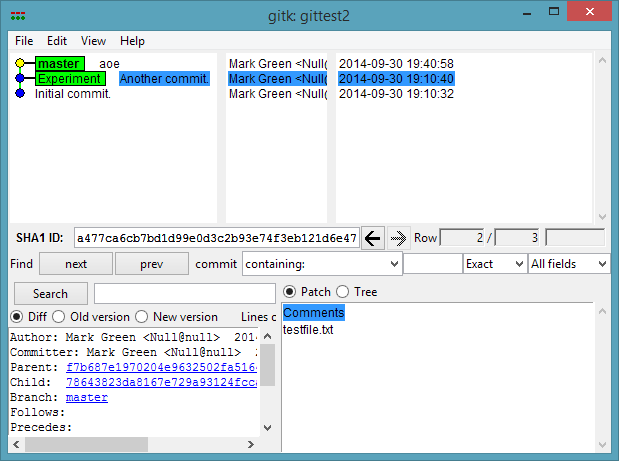 gitk: gittest2
File Edit View Help
master aoe Mark Green <Null( 2014-09-30 19:40:58
Experiment Another commit. Mark Green <Null( 2014-09-30 19:10:40
Initial commit. Mark Green <Null( 2014-09-30 19:10:32
SHA1 ID: a477ca6cb7bd1d99e0d3c2b93e74f3eb121d6e47 Row 2 / 3
Find next prev commit containing: Exact All fields
Search Patch Tree
Diff Old version New version Lines c
Comments
testfile.txt
Author: Mark Green <Null@null> 201
Committer: Mark Green <Null@null>
Parent: f7b687e1970204e9632502fa516
Child: 78643823da8167e729a93124fcc
Branch: master
Follows:
Precedes: